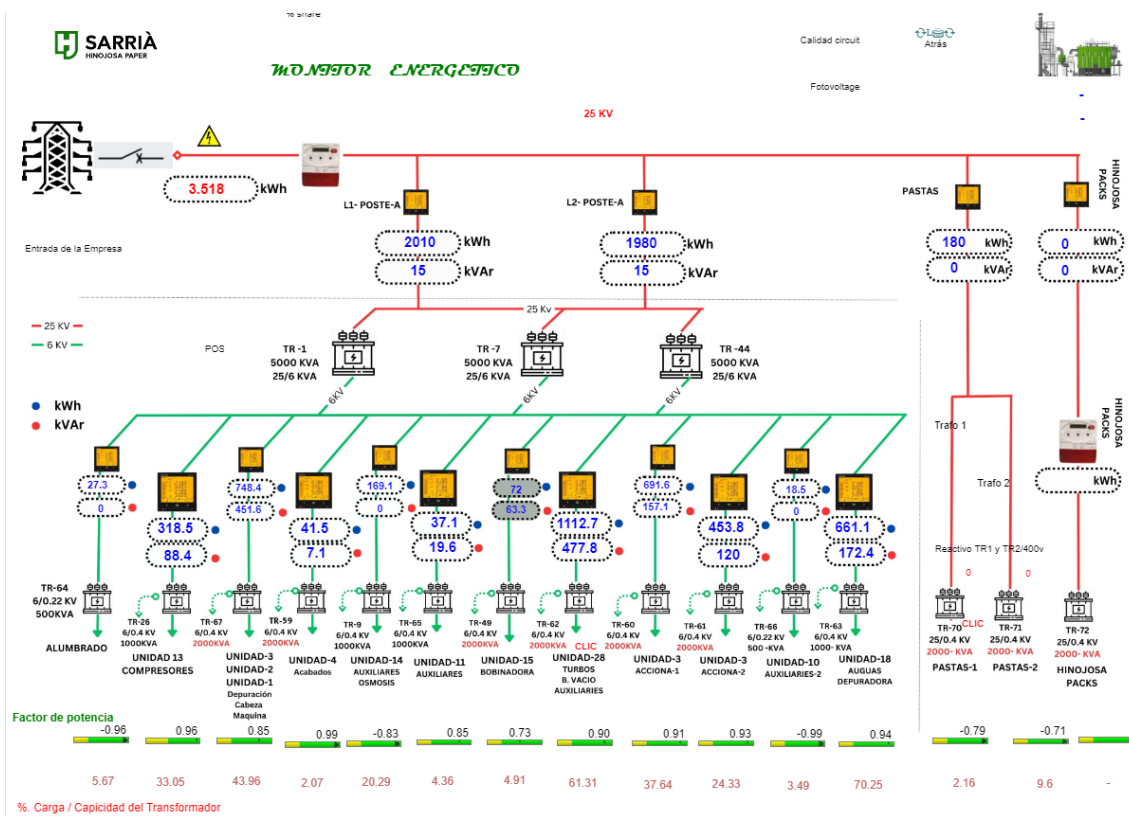 % share
SARRIÀ
HINOJOSA PAPER
MONITOR ENERGETICO
Calidad circuit
Atrás
Fotovoltage
-
-
25 KV
3.518 kWh
L1- POSTE-A
L2- POSTE-A
PASTAS
HINOJOSA PACKS
Entrada de la Empresa
2010 kWh
15 kVAr
1980 kWh
15 kVAr
180 kWh
0 kVAr
0 kWh
0 kVAr
25 Kv
25 KV
6 KV
POS
TR -1
5000 KVA
25/6 KVA
TR -7
5000 KVA
25/6 KVA
TR -44
5000 KVA
25/6 KVA
6KV
6KV
6KV
kWh
kVAr
HINOJOSA PACKS
Trafo 1
Trafo 2
kWh
27.3
0
318.5
88.4
748.4
451.6
41.5
7.1
169.1
0
37.1
19.6
72
63.3
1112.7
477.8
691.6
157.1
453.8
120
18.5
0
661.1
172.4
Reactivo TR1 y TR2/400v
0
0
TR-64
6/0.22 KV
500KVA
ALUMBRADO
TR-26
6/0.4 KV
1000KVA
UNIDAD 13
COMPRESORES
TR-67
6/0.4 KV
2000KVA
UNIDAD-3
UNIDAD-2
UNIDAD-1
Depuración
Cabeza
Maquina
TR-59
6/0.4 KV
2000KVA
UNIDAD-4
Acabados
TR-9
6/0.4 KV
1000KVA
UNIDAD-14
AUXILIARES
OSMOSIS
TR-65
6/0.4 KV
1000KVA
UNIDAD-11
AUXILIARES
TR-49
6/0.4 KV
2000KVA
UNIDAD-15
BOBINADORA
TR-62
6/0.4 KV
2000KVA
CLIC
UNIDAD-28
TURBOS
B. VACIO
AUXILIARIES
TR-60
6/0.4 KV
2000KVA
UNIDAD-3
ACCIONA-1
TR-61
6/0.4 KV
2000KVA
UNIDAD-3
ACCIONA-2
TR-66
6/0.22 KV
500 -KVA
UNIDAD-10
AUXILIARIES-2
TR-63
6/0.4 KV
1000- KVA
UNIDAD-18
AUGUAS
DEPURADORA
TR-70
CLIC
25/0.4 KV
2000- KVA
PASTAS-1
TR-71
25/0.4 KV
2000- KVA
PASTAS-2
TR-72
25/0.4 KV
2000- KVA
HINOJOSA
PACKS
Factor de potencia
-0.96 0.96 0.85 0.99 -0.83 0.85 0.73 0.90 0.91 0.93 -0.99 0.94 -0.79 -0.71
5.67 33.05 43.96 2.07 20.29 4.36 4.91 61.31 37.64 24.33 3.49 70.25 2.16 9.6 -
%. Carga / Capicidad del Transformador